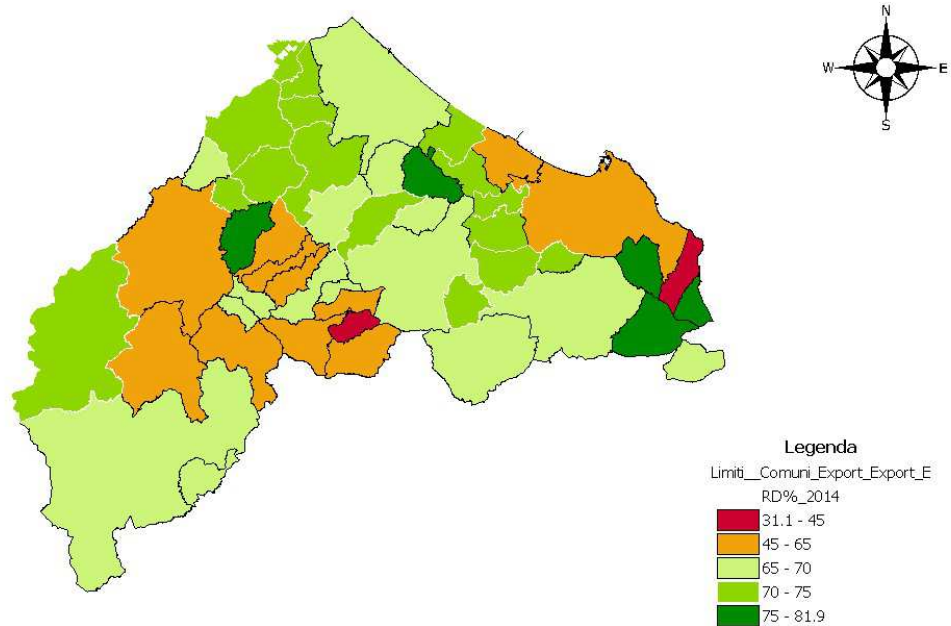 N
W E
S
Legenda
Limiti__Comuni_Export_Export_E
RD%_2014
31.1 - 45
45 - 65
65 - 70
70 - 75
75 - 81.9